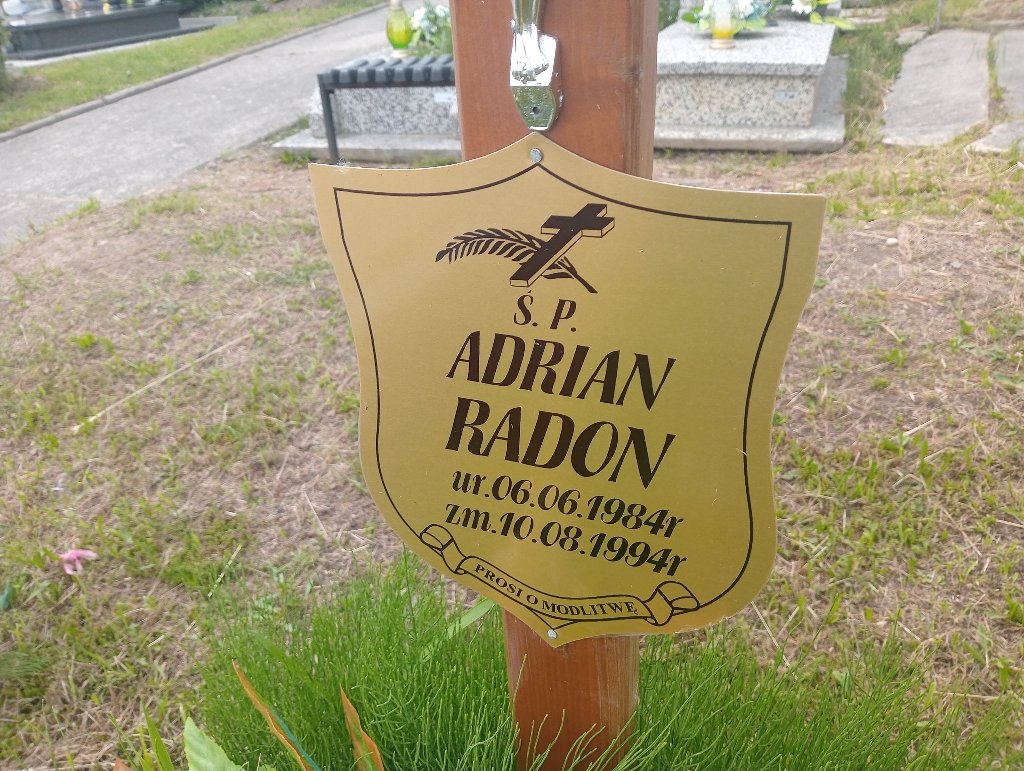 Ś. P.
ADRIAN
RADON
ur.06.06.1984r
zm.10.08.1994r
PROSI O MODLITWĘ